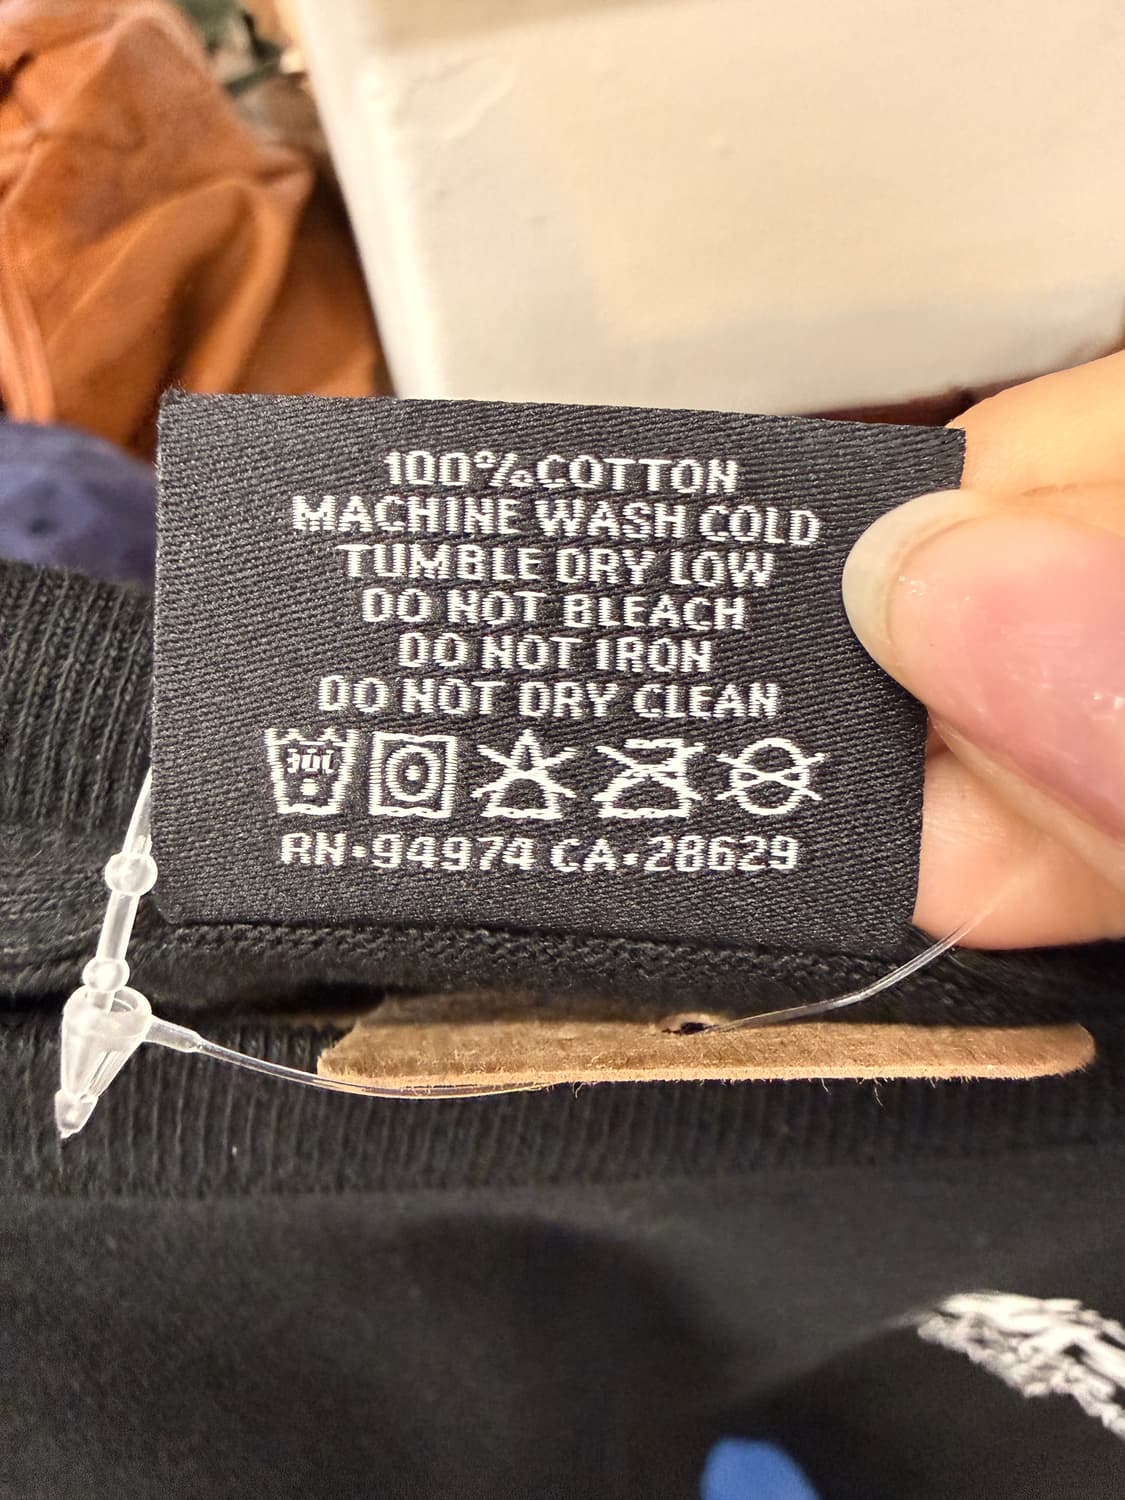 100%COTTON
MACHINE WASH COLD
TUMBLE DRY LOW
DO NOT BLEACH
DO NOT IRON
DO NOT DRY CLEAN
RN•94974 CA•28629